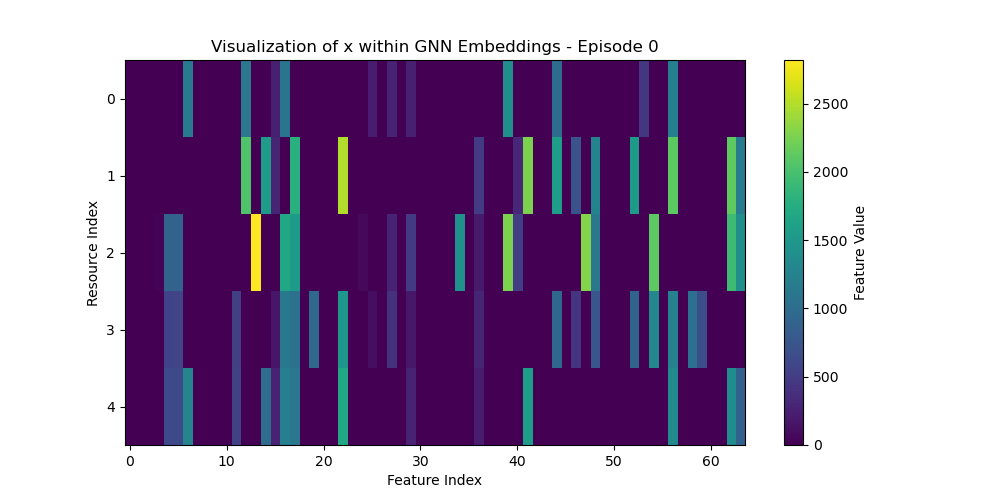 Visualization of x within GNN Embeddings - Episode 0
Resource Index
0
1
2
3
4
0 10 20 30 40 50 60
Feature Index
2500
2000
1500
1000
500
0
Feature Value